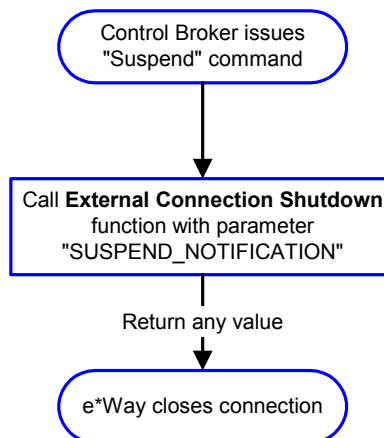 Control Broker issues
"Suspend" command
Call External Connection Shutdown
function with parameter
"SUSPEND_NOTIFICATION"
Return any value
e*Way closes connection